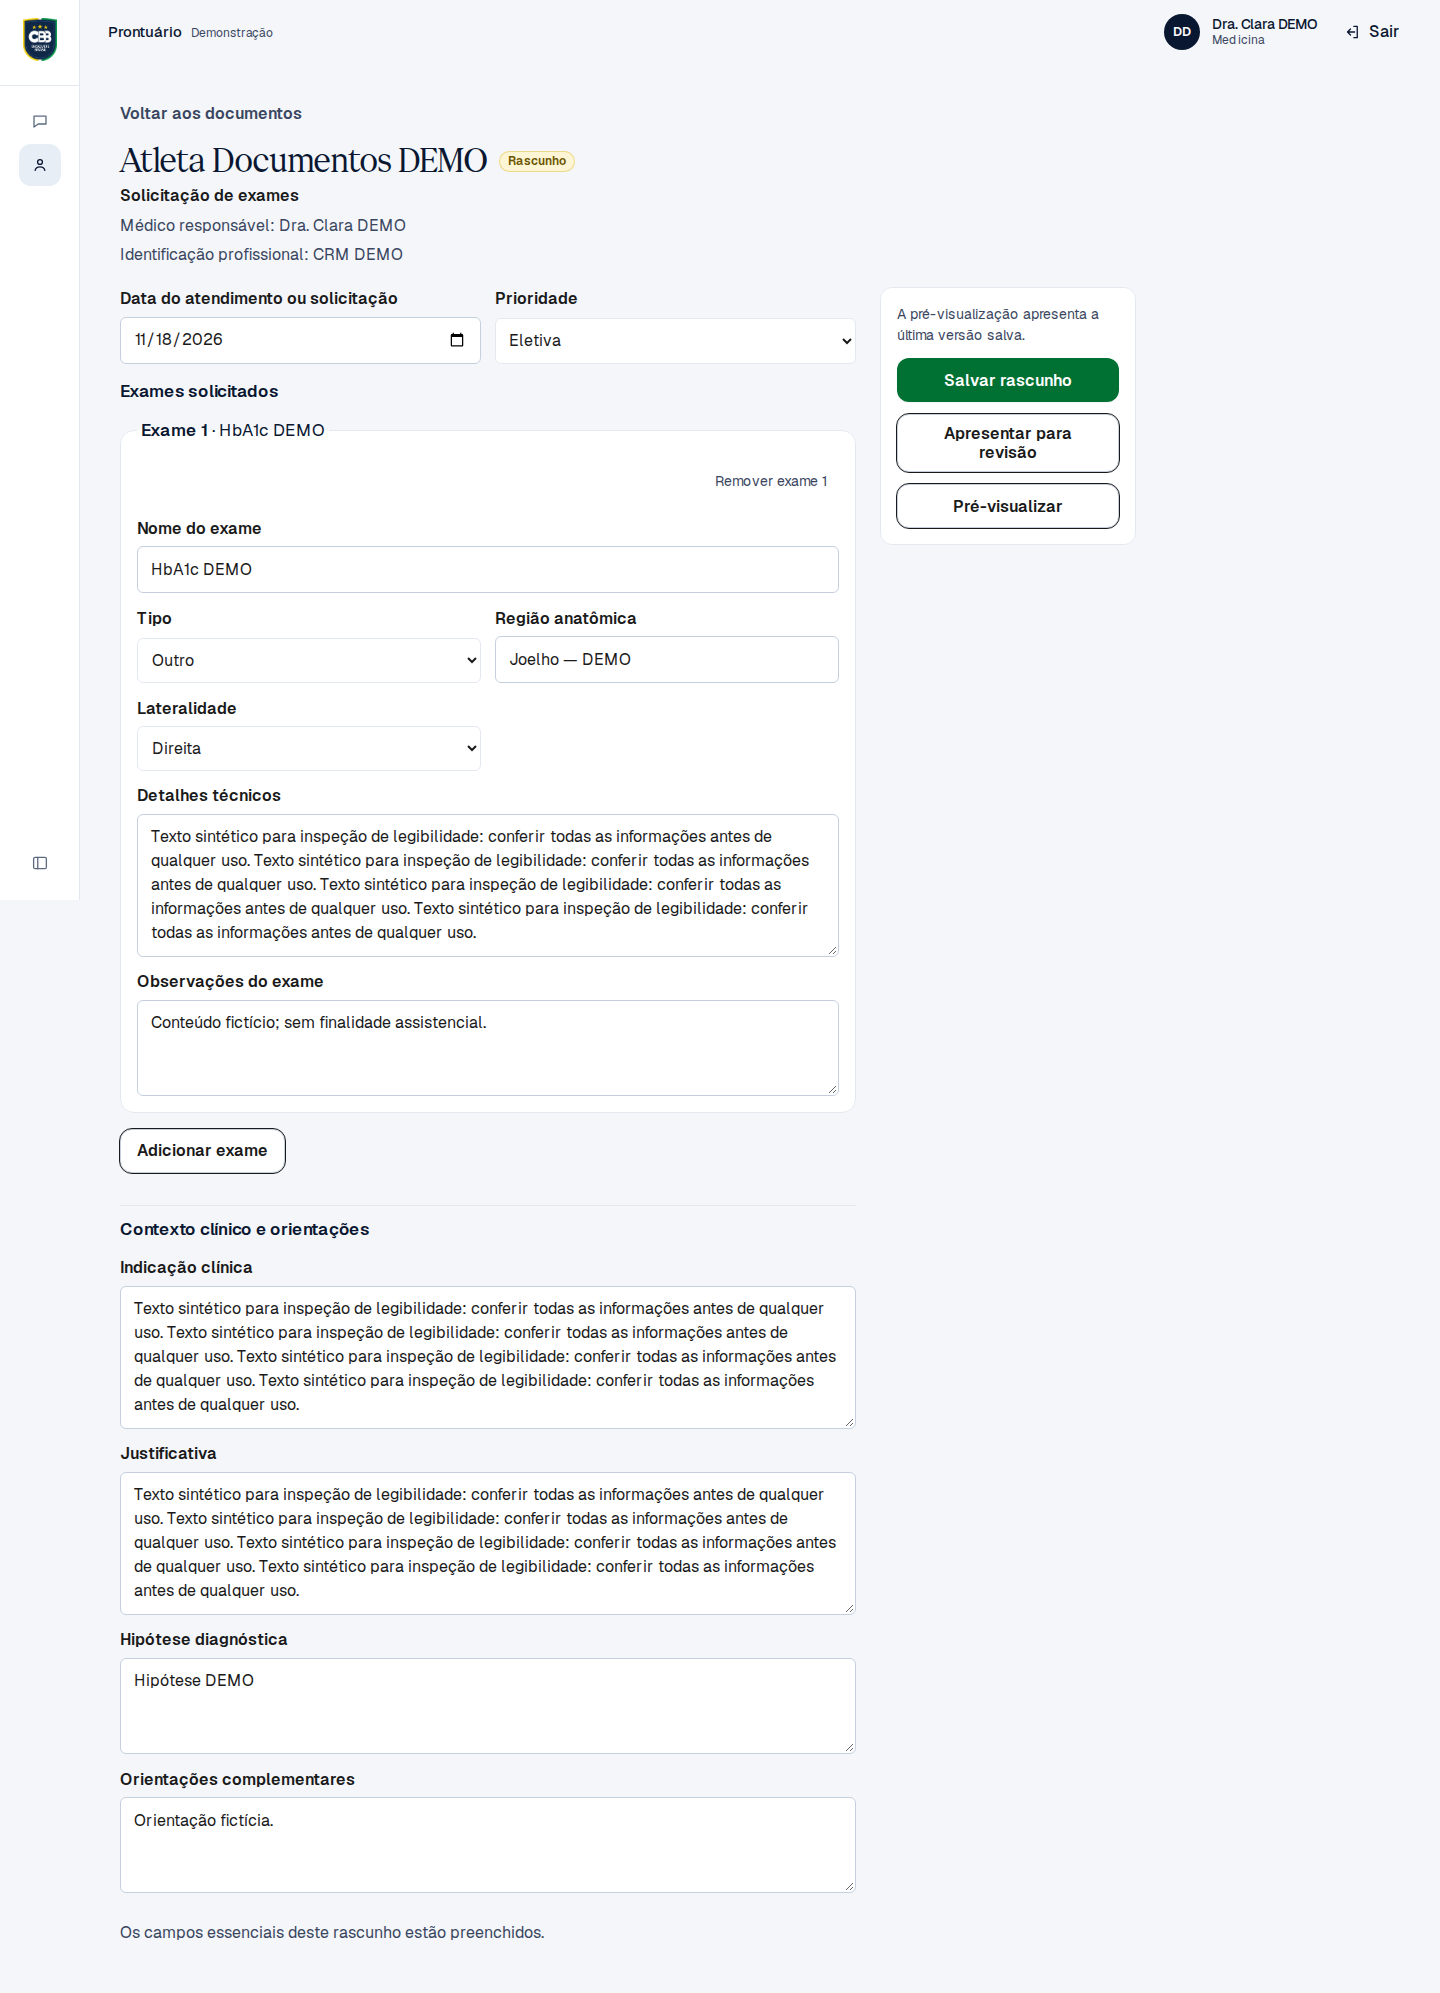 CBB
Prontuário Demonstração
DD
Dra. Clara DEMO
Medicina
Sair
Voltar aos documentos
Atleta Documentos DEMO Rascunho
Solicitação de exames
Médico responsável: Dra. Clara DEMO
Identificação profissional: CRM DEMO
Data do atendimento ou solicitação
11/18/2026
Prioridade
Eletiva
Exames solicitados
Exame 1 · HbA1c DEMO
Remover exame 1
Nome do exame
HbA1c DEMO
Tipo
Outro
Região anatômica
Joelho — DEMO
Lateralidade
Direita
Detalhes técnicos
Texto sintético para inspeção de legibilidade: conferir todas as informações antes de
qualquer uso. Texto sintético para inspeção de legibilidade: conferir todas as informações
antes de qualquer uso. Texto sintético para inspeção de legibilidade: conferir todas as
informações antes de qualquer uso. Texto sintético para inspeção de legibilidade: conferir
todas as informações antes de qualquer uso.
Observações do exame
Conteúdo fictício; sem finalidade assistencial.
Adicionar exame
Contexto clínico e orientações
Indicação clínica
Texto sintético para inspeção de legibilidade: conferir todas as informações antes de qualquer
uso. Texto sintético para inspeção de legibilidade: conferir todas as informações antes de
qualquer uso. Texto sintético para inspeção de legibilidade: conferir todas as informações antes
de qualquer uso. Texto sintético para inspeção de legibilidade: conferir todas as informações
antes de qualquer uso.
Justificativa
Texto sintético para inspeção de legibilidade: conferir todas as informações antes de qualquer
uso. Texto sintético para inspeção de legibilidade: conferir todas as informações antes de
qualquer uso. Texto sintético para inspeção de legibilidade: conferir todas as informações antes
de qualquer uso. Texto sintético para inspeção de legibilidade: conferir todas as informações
antes de qualquer uso.
Hipótese diagnóstica
Hipótese DEMO
Orientações complementares
Orientação fictícia.
Os campos essenciais deste rascunho estão preenchidos.
A pré-visualização apresenta a
última versão salva.
Salvar rascunho
Apresentar para
revisão
Pré-visualizar